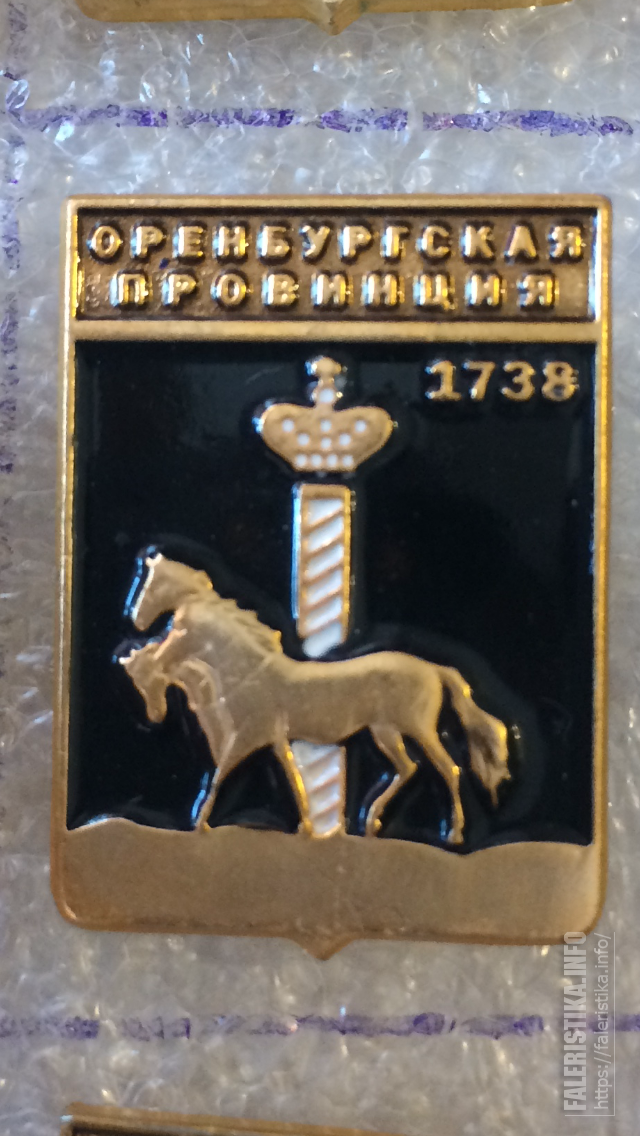 ОРЕНБУРГСКАЯ
ПРОВИНЦИЯ
1738
FALERISTIKA.INFO
https://faleristika.info/